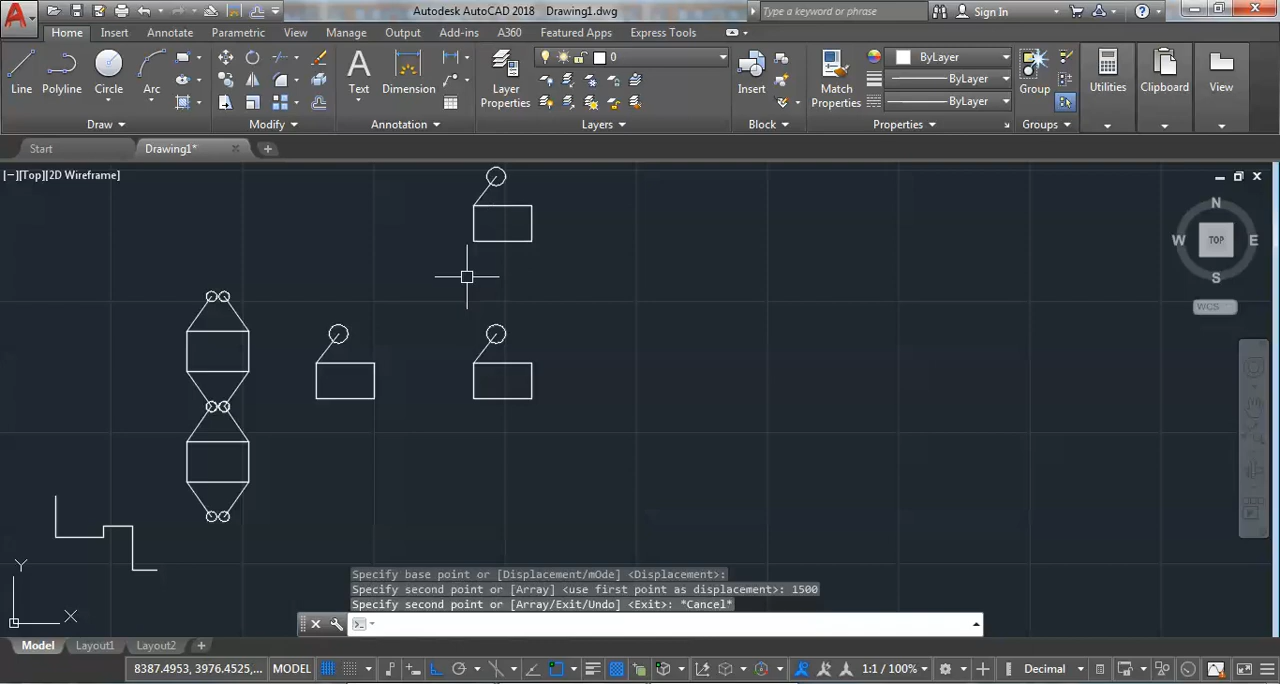 Autodesk AutoCAD 2018 Drawing1.dwg
Type a keyword or phrase
Sign In
Home Insert Annotate Parametric View Manage Output Add-ins A360 Featured Apps Express Tools
Line Polyline Circle Arc
Text Dimension
Layer Properties
0
Insert
Match Properties
ByLayer
ByLayer
ByLayer
Group
Utilities Clipboard View
Draw Modify Annotation Layers Block Properties Groups
Start Drawing1*
[−][Top][2D Wireframe]
N
W TOP E
S
WCS
Y
X
Specify base point or [Displacement/mOde] <Displacement>:
Specify second point or [Array] <use first point as displacement>: 1500
Specify second point or [Array/Exit/Undo] <Exit>: *Cancel*
Model Layout1 Layout2 +
8387.4953, 3976.4525,... MODEL 1:1 / 100% Decimal